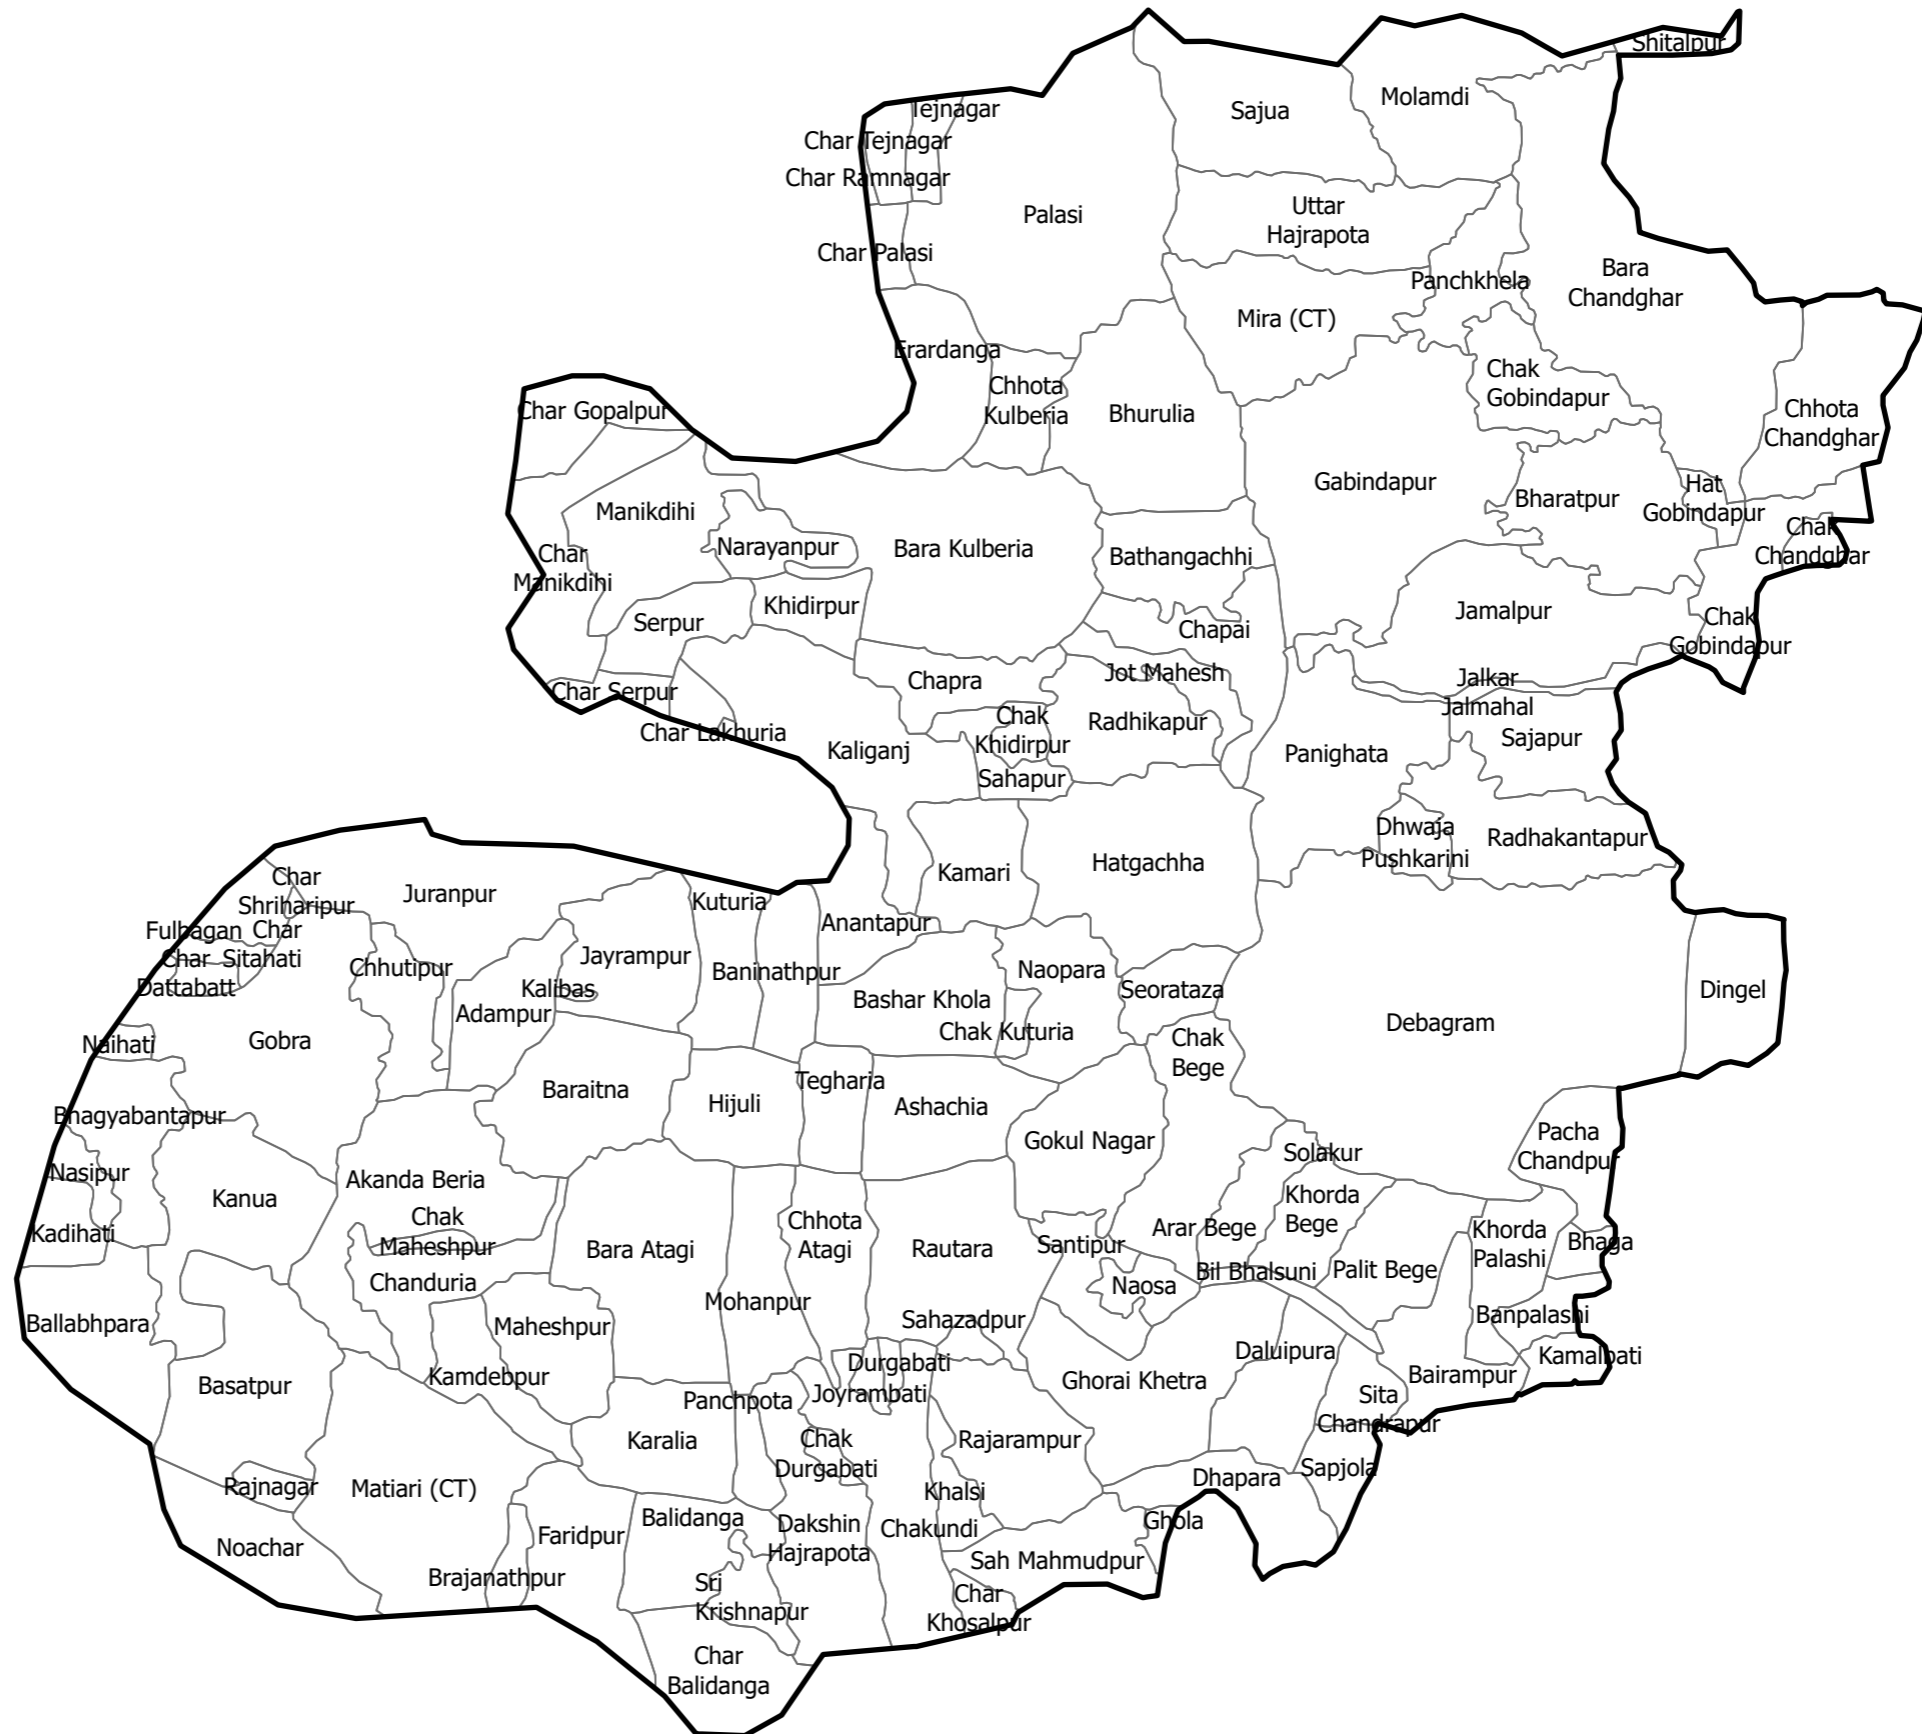 Shitalpur
Molamdi
Tejnagar
Sajua
Char Tejnagar
Char Ramnagar
Palasi
Uttar
Hajrapota
Char Palasi
Bara
Chandghar
Panchkhela
Mira (CT)
Erardanga
Chhota
Kulberia
Bhurulia
Chak
Gobindapur
Chhota
Chandghar
Char Gopalpur
Gabindapur
Bharatpur
Hat
Gobindapur
Manikdihi
Chak
Chandghar
Narayanpur
Bara Kulberia
Bathangachhi
Char
Manikdihi
Khidirpur
Serpur
Chapai
Jamalpur
Chak
Gobindapur
Chapra
Jot Mahesh
Jalkar
Jalmahal
Char Serpur
Chak
Khidirpur
Radhikapur
Char Lakhuria
Kaliganj
Panighata
Sajapur
Sahapur
Dhwaja
Pushkarini
Radhakantapur
Kamari
Hatgachha
Char
Shriharipur
Juranpur
Kuturia
Anantapur
Fulbagan
Char
Sitahati
Char
Dattabatt
Chhutipur
Jayrampur
Baninathpur
Naopara
Kalibas
Seorataza
Dingel
Bashar Khola
Adampur
Debagram
Chak Kuturia
Naihati
Gobra
Chak
Bege
Baraitna
Hijuli
Tegharia
Ashachia
Bhagyabantapur
Gokul Nagar
Pacha
Chandpur
Solakur
Nasipur
Akanda Beria
Kanua
Khorda
Bege
Kadihati
Chak
Maheshpur
Bara Atagi
Chhota
Atagi
Rautara
Santipur
Arar Bege
Khorda
Palashi
Bhaga
Chanduria
Naosa
Bil Bhalsuni
Palit Bege
Mohanpur
Ballabhpara
Maheshpur
Sahazadpur
Banpalashi
Daluipura
Kamalbati
Durgabati
Kamdebpur
Basatpur
Joyrambati
Ghorai Khetra
Bairampur
Panchpota
Sita
Chandrapur
Karalia
Chak
Durgabati
Rajarampur
Sapjola
Rajnagar
Matiari (CT)
Dhapara
Khalsi
Ghola
Balidanga
Dakshin
Hajrapota
Chakundi
Noachar
Faridpur
Sah Mahmudpur
Brajanathpur
Sri
Krishnapur
Char
Khosalpur
Char
Balidanga